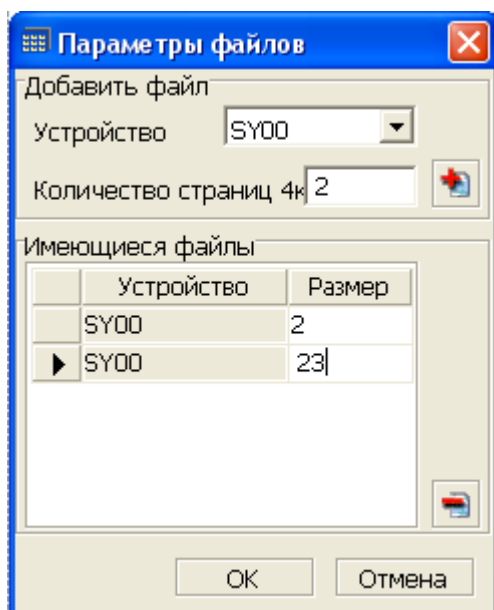 Параметры файлов
Добавить файл
Устройство SY00
Количество страниц 4к 2
Имеющиеся файлы
Устройство Размер
SY00 2
SY00 23
OK Отмена